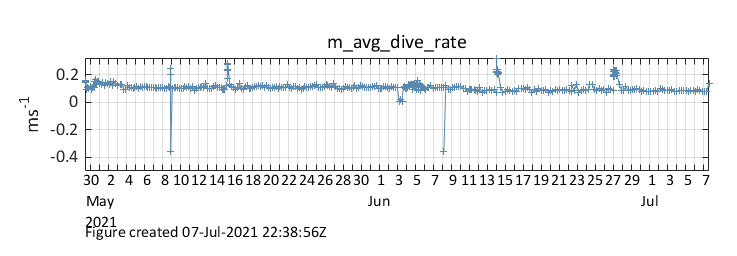 m_avg_dive_rate
ms-1
0.2
0
-0.2
-0.4
30 2 4 6 8 10 12 14 16 18 20 22 24 26 28 30 1 3 5 7 9 11 13 15 17 19 21 23 25 27 29 1 3 5 7
May Jun Jul
2021
Figure created 07-Jul-2021 22:38:56Z